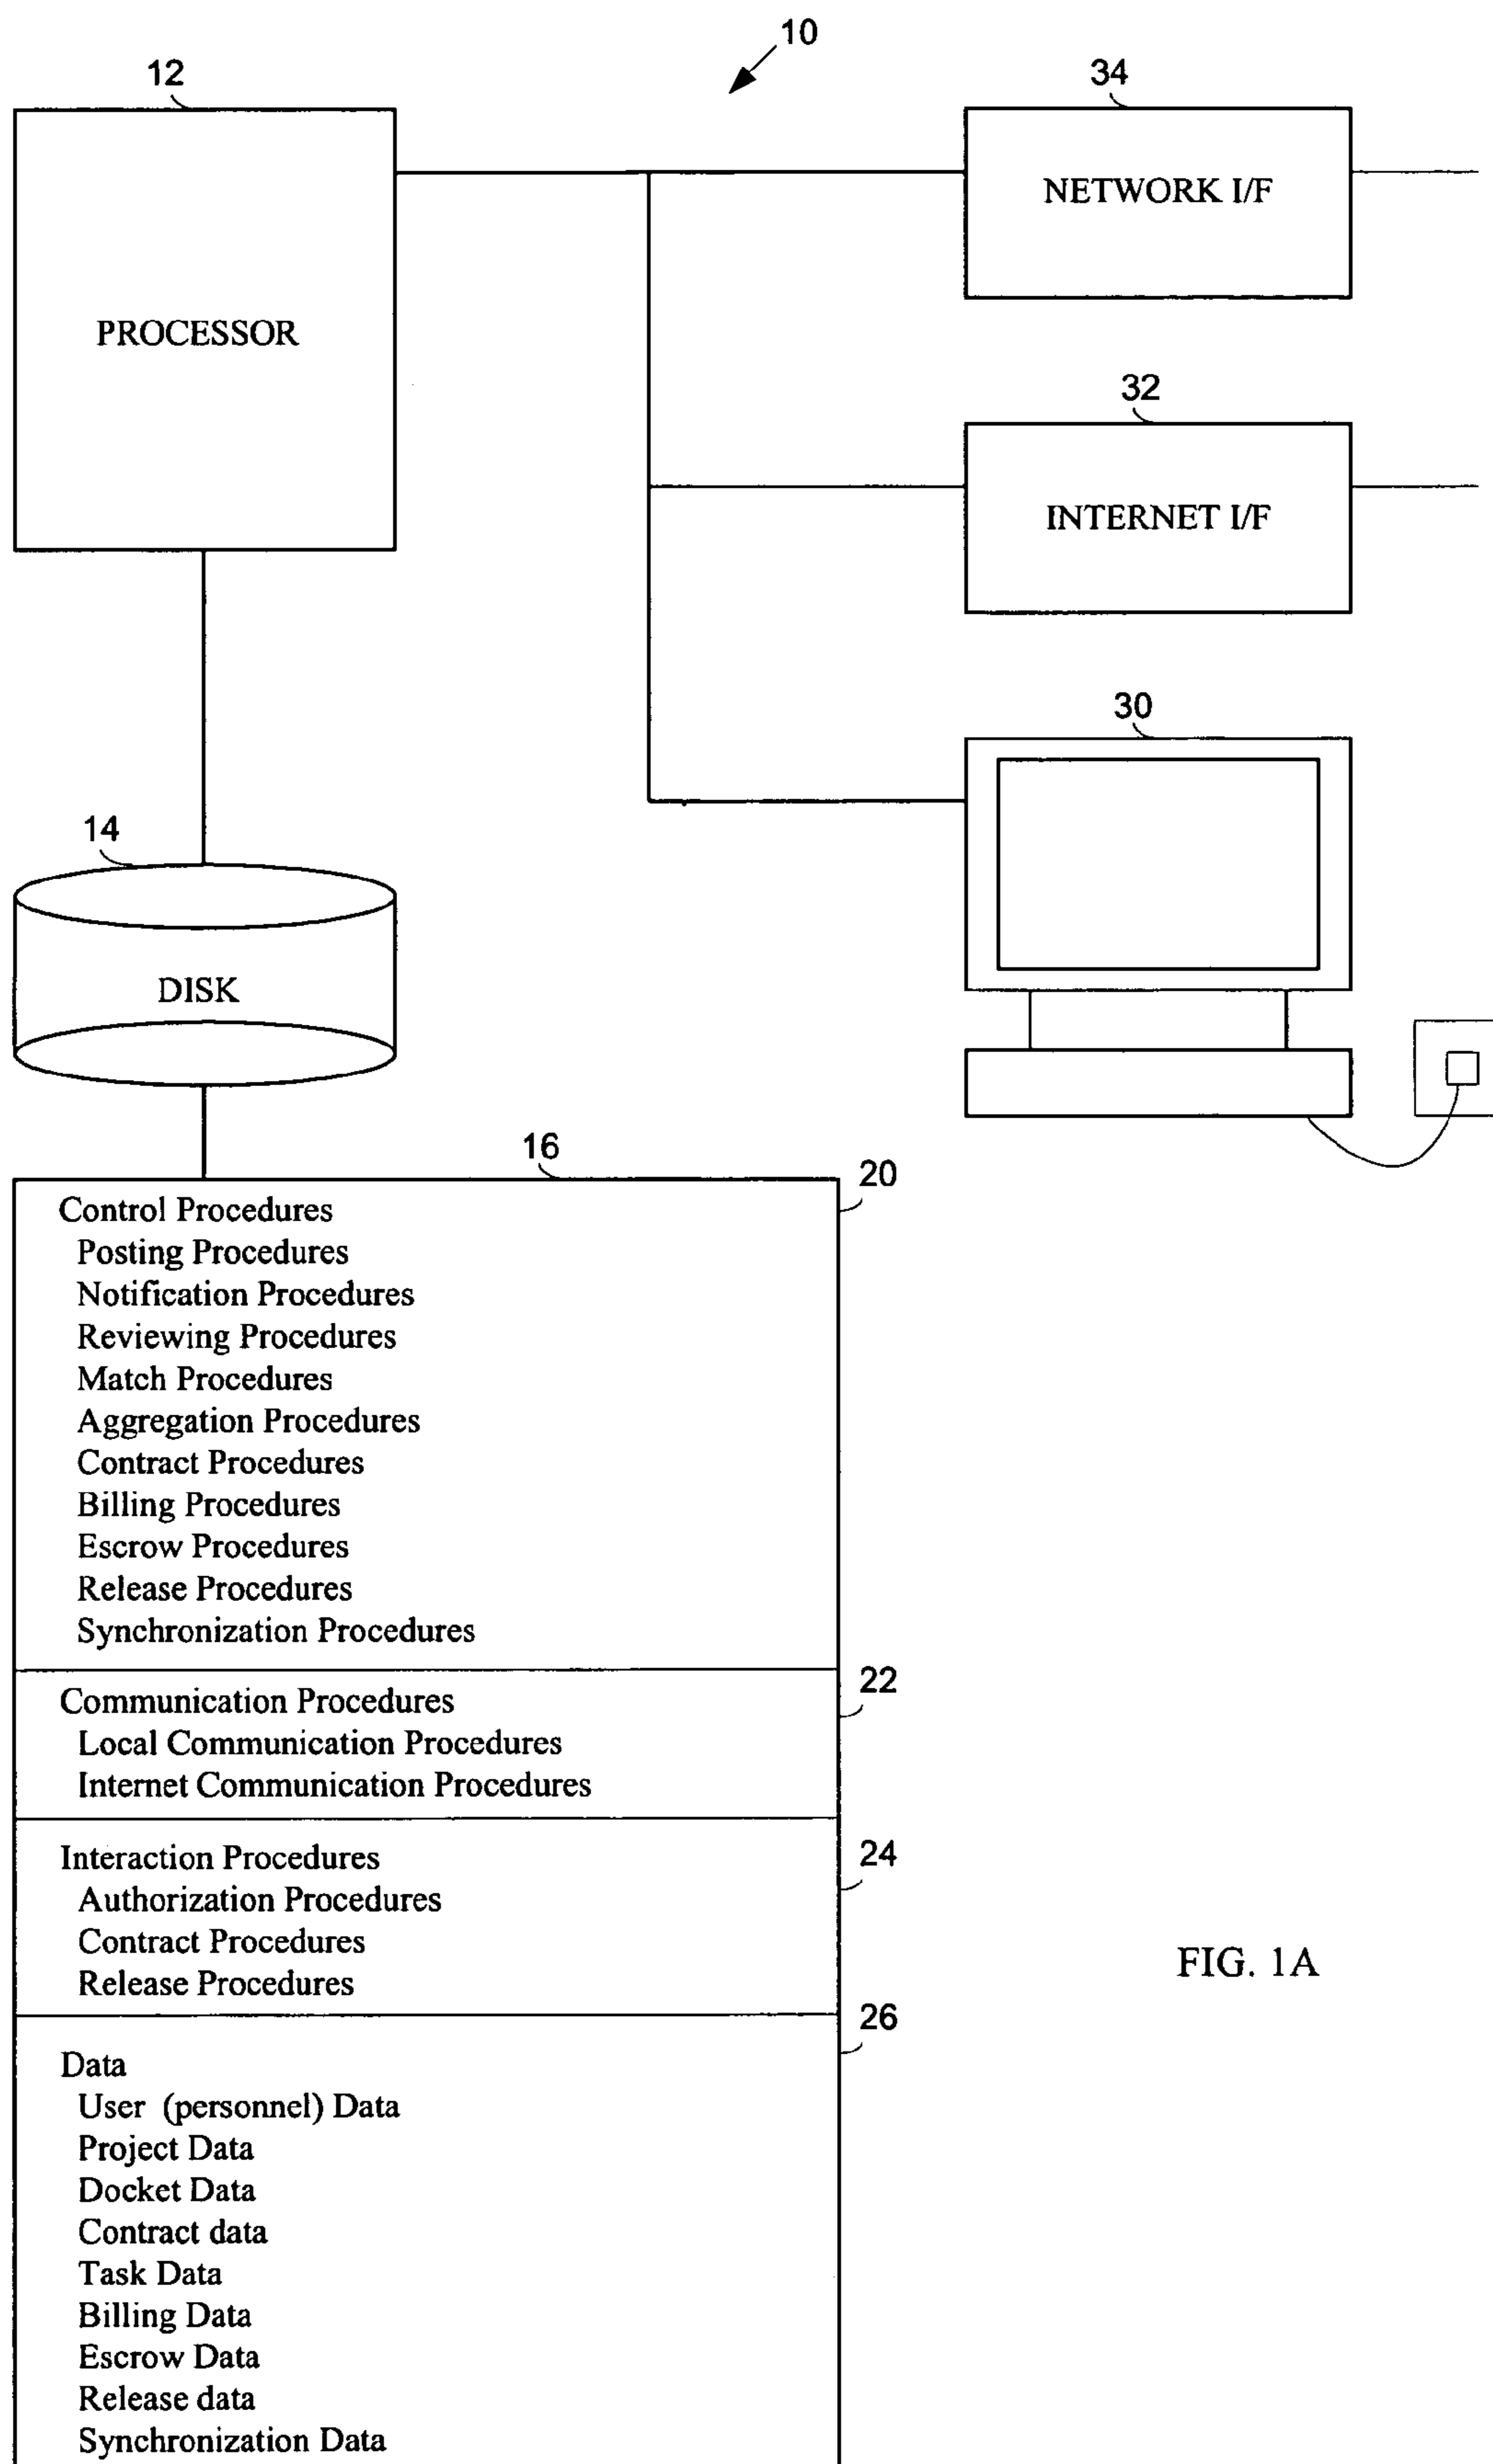 10
12
34
PROCESSOR
NETWORK I/F
32
INTERNET I/F
30
14
DISK
16
20
Control Procedures
Posting Procedures
Notification Procedures
Reviewing Procedures
Match Procedures
Aggregation Procedures
Contract Procedures
Billing Procedures
Escrow Procedures
Release Procedures
Synchronization Procedures
22
Communication Procedures
Local Communication Procedures
Internet Communication Procedures
24
Interaction Procedures
Authorization Procedures
Contract Procedures
Release Procedures
FIG. 1A
26
Data
User (personnel) Data
Project Data
Docket Data
Contract data
Task Data
Billing Data
Escrow Data
Release data
Synchronization Data